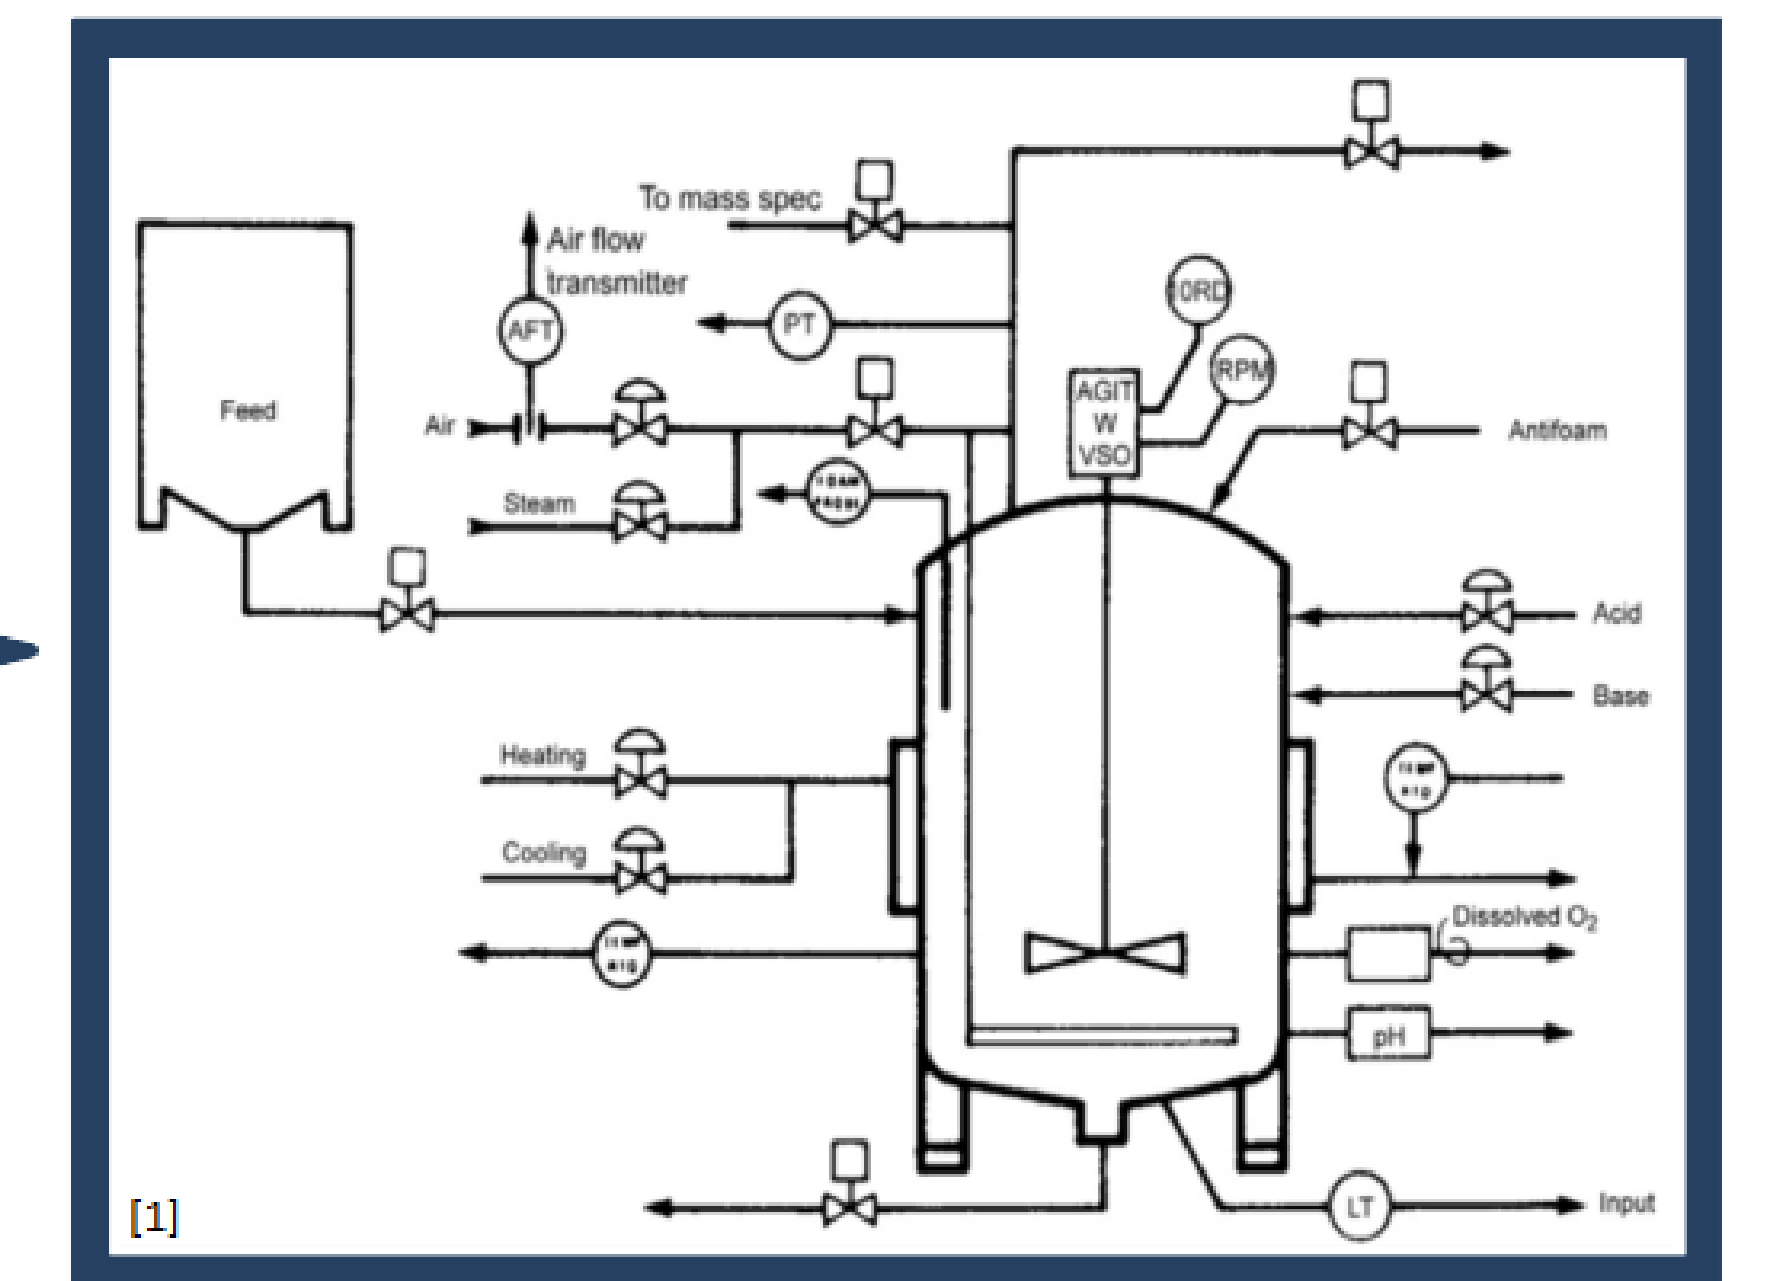 To mass spec
Air flow
transmitter
AFT
PT
RPM
AGIT
W
VSO
Feed
Air
Antifoam
Steam
Acid
Base
Heating
Cooling
Dissolved O₂
pH
[1]
LT
Input